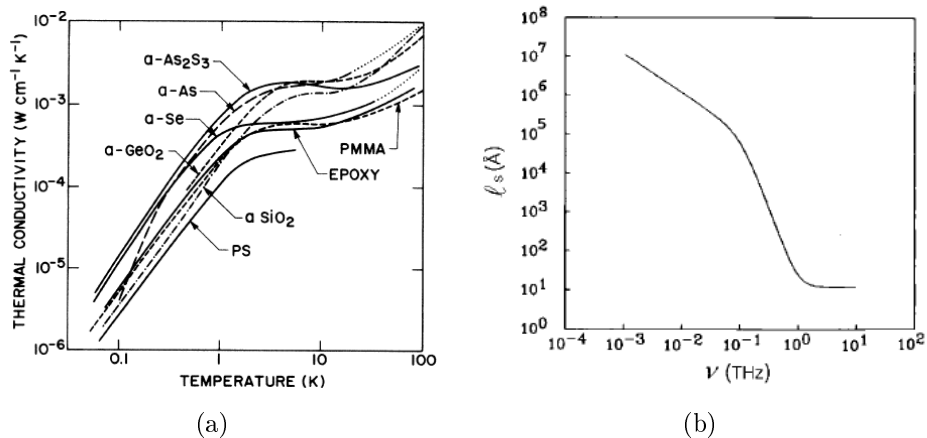 10⁻²
10⁻³
10⁻⁴
10⁻⁵
10⁻⁶
THERMAL CONDUCTIVITY (W cm⁻¹ K⁻¹)
a-As₂S₃
a-As
a-Se
a-GeO₂
PMMA
EPOXY
a SiO₂
PS
0.1 1 10 100
TEMPERATURE (K)
(a)
10⁸
10⁷
10⁶
10⁵
10⁴
10³
10²
10¹
10⁰
ℓs (Å)
10⁻⁴ 10⁻³ 10⁻² 10⁻¹ 10⁰ 10¹ 10²
ν (THz)
(b)